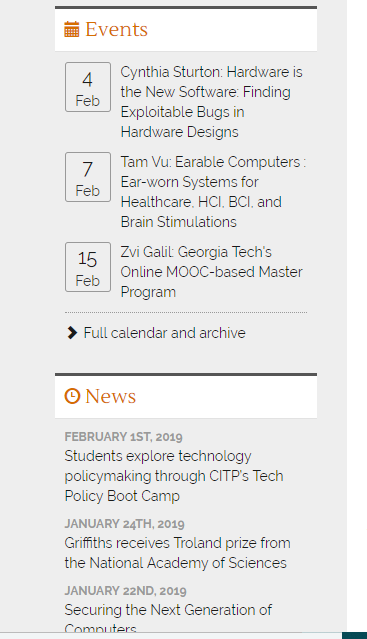 Events
4
Feb
Cynthia Sturton: Hardware is
the New Software: Finding
Exploitable Bugs in
Hardware Designs
7
Feb
Tam Vu: Earable Computers :
Ear-worn Systems for
Healthcare, HCI, BCI, and
Brain Stimulations
15
Feb
Zvi Galil: Georgia Tech's
Online MOOC-based Master
Program
Full calendar and archive
News
FEBRUARY 1ST, 2019
Students explore technology
policymaking through CITP's Tech
Policy Boot Camp
JANUARY 24TH, 2019
Griffiths receives Troland prize from
the National Academy of Sciences
JANUARY 22ND, 2019
Securing the Next Generation of
Computers